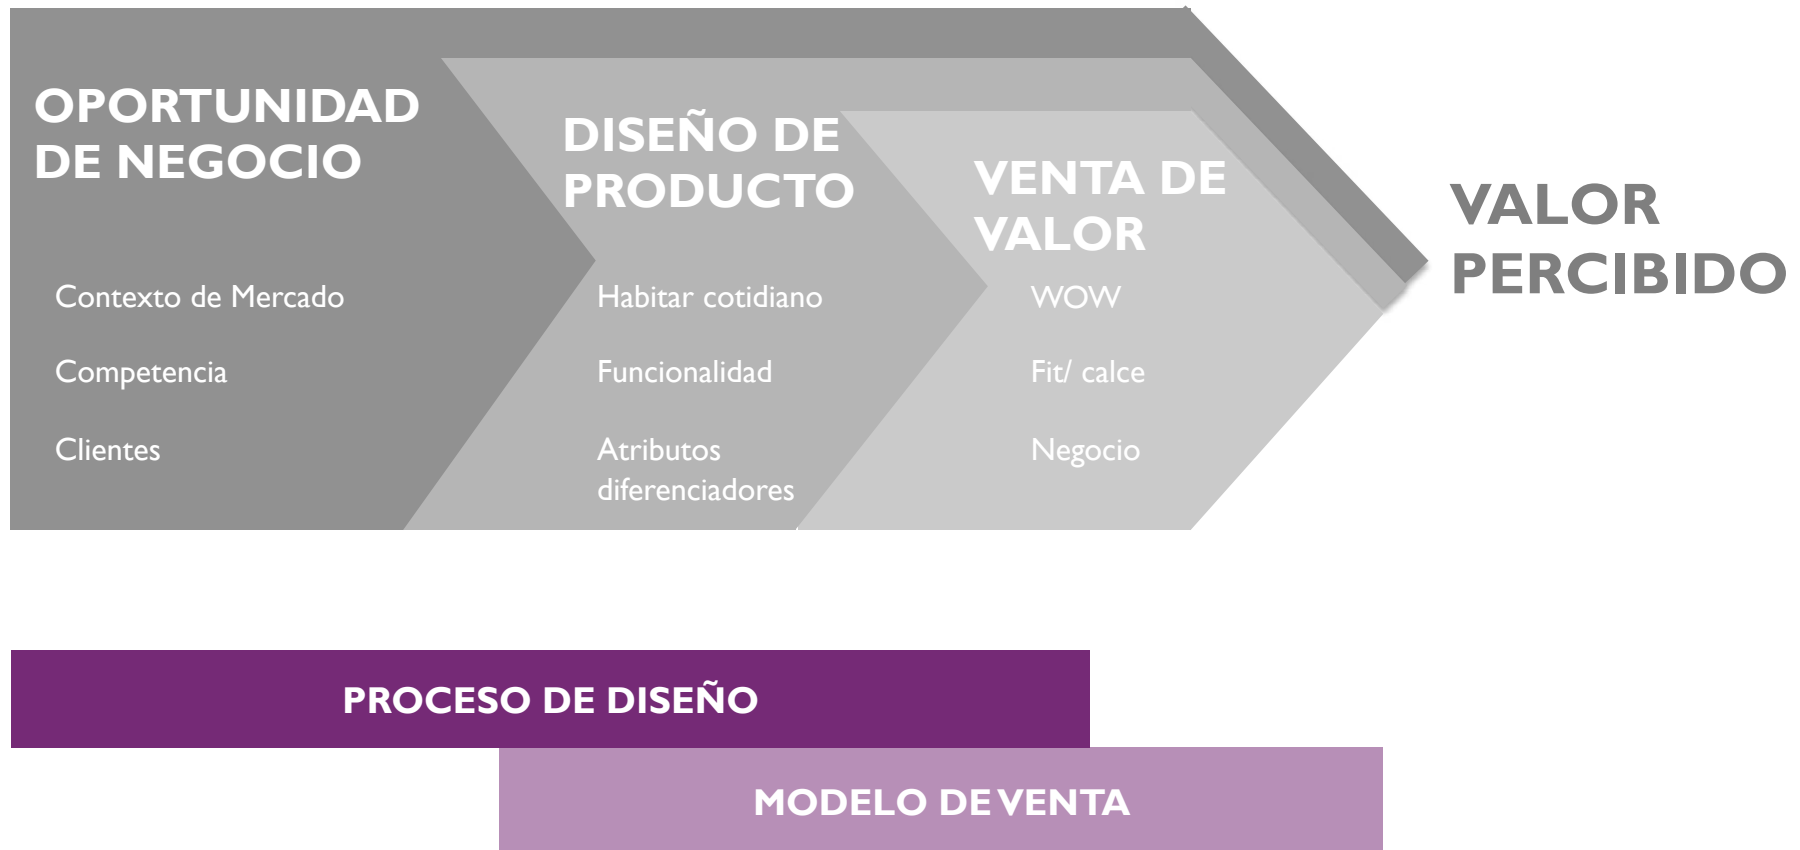 OPORTUNIDAD
DE NEGOCIO
Contexto de Mercado
Competencia
Clientes
DISEÑO DE
PRODUCTO
Habitar cotidiano
Funcionalidad
Atributos
diferenciadores
VENTA DE
VALOR
WOW
Fit/ calce
Negocio
VALOR
PERCIBIDO
PROCESO DE DISEÑO
MODELO DE VENTA